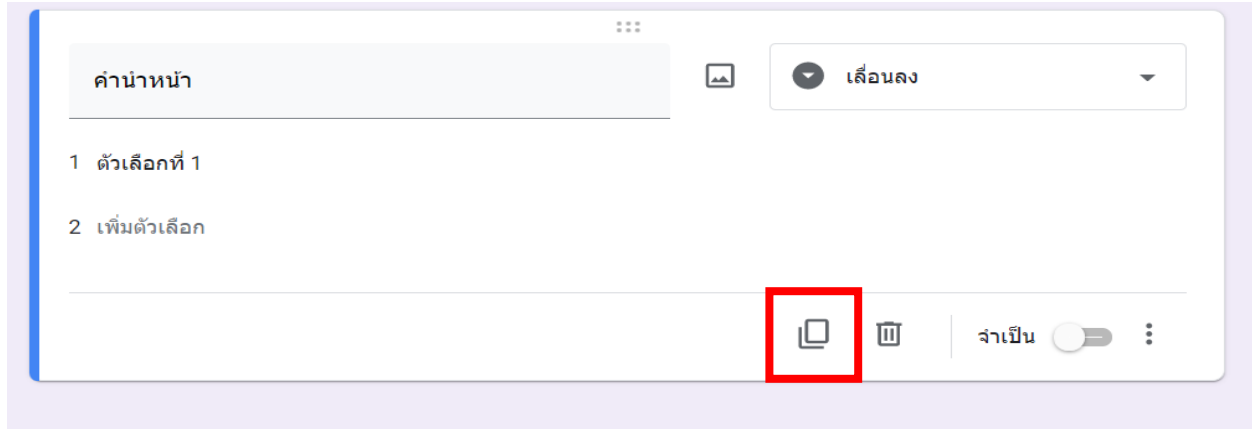 คำนำหน้า
เลื่อนลง
1 ตัวเลือกที่ 1
2 เพิ่มตัวเลือก
จำเป็น